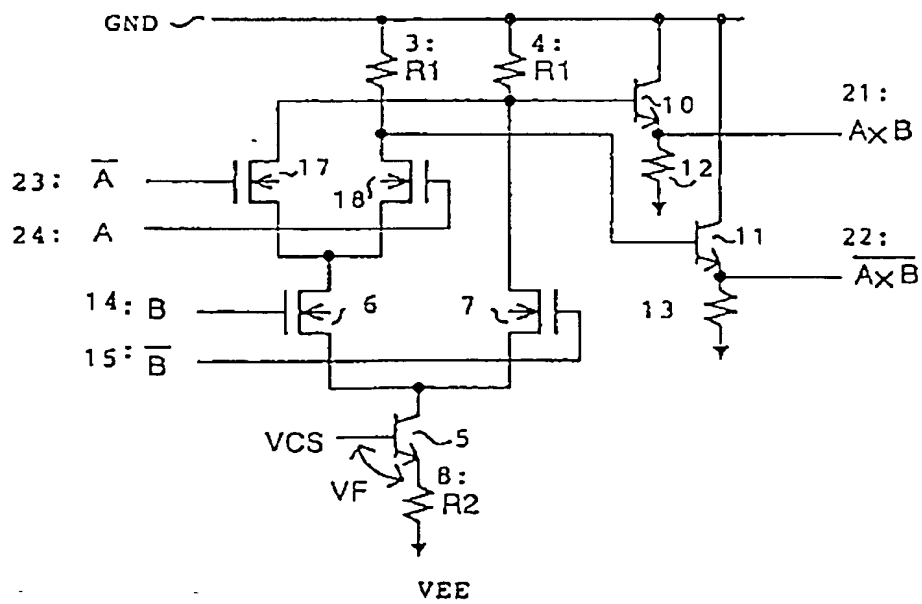 GND
3: 4:
R1 R1
10
21:
A×B
12
17
18
23: A̅
24: A
11
22:
A̅×̅B̅
13
14: B
6 7
15: B̅
VCS
5
VF
8:
R2
VEE